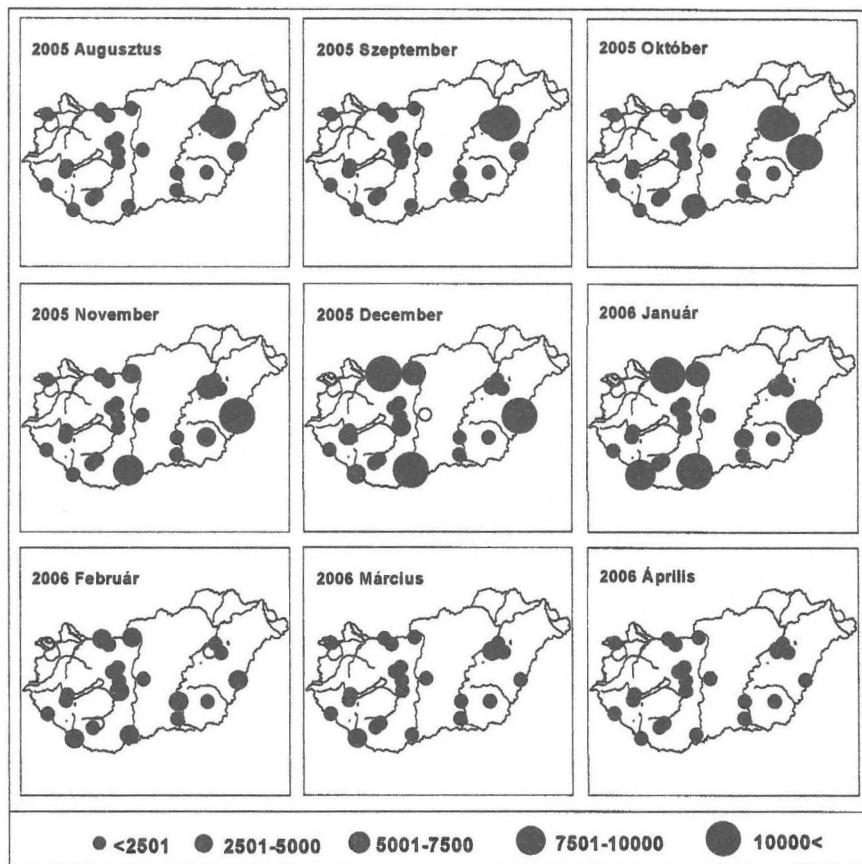 2005 Augusztus
2005 Szeptember
2005 Október
2005 November
2005 December
2006 Január
2006 Február
2006 Március
2006 Április
<2501
2501-5000
5001-7500
7501-10000
10000<